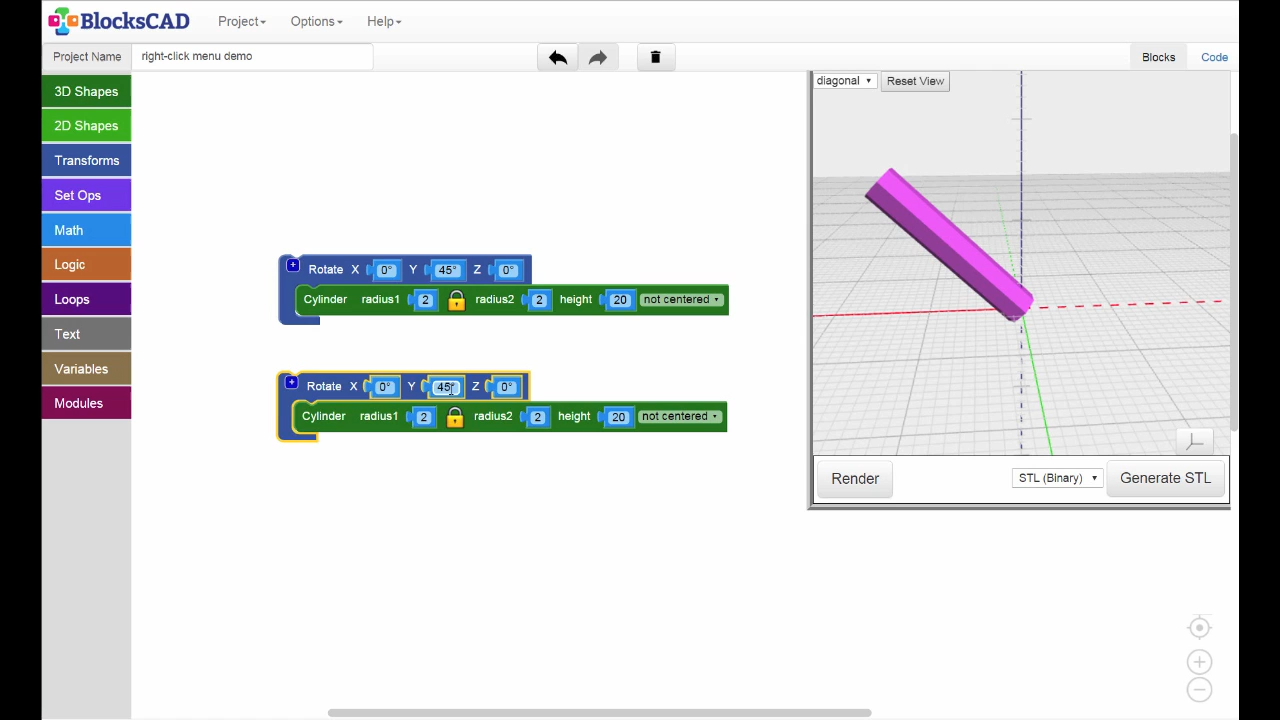 BlocksCAD Project Options Help
Project Name right-click menu demo Blocks Code
diagonal Reset View
3D Shapes
2D Shapes
Transforms
Set Ops
Math
Logic
Loops
Text
Variables
Modules
+ Rotate X 0° Y 45° Z 0°
Cylinder radius1 2 radius2 2 height 20 not centered
+ Rotate X 0° Y 45° Z 0°
Cylinder radius1 2 radius2 2 height 20 not centered
Render STL (Binary) Generate STL